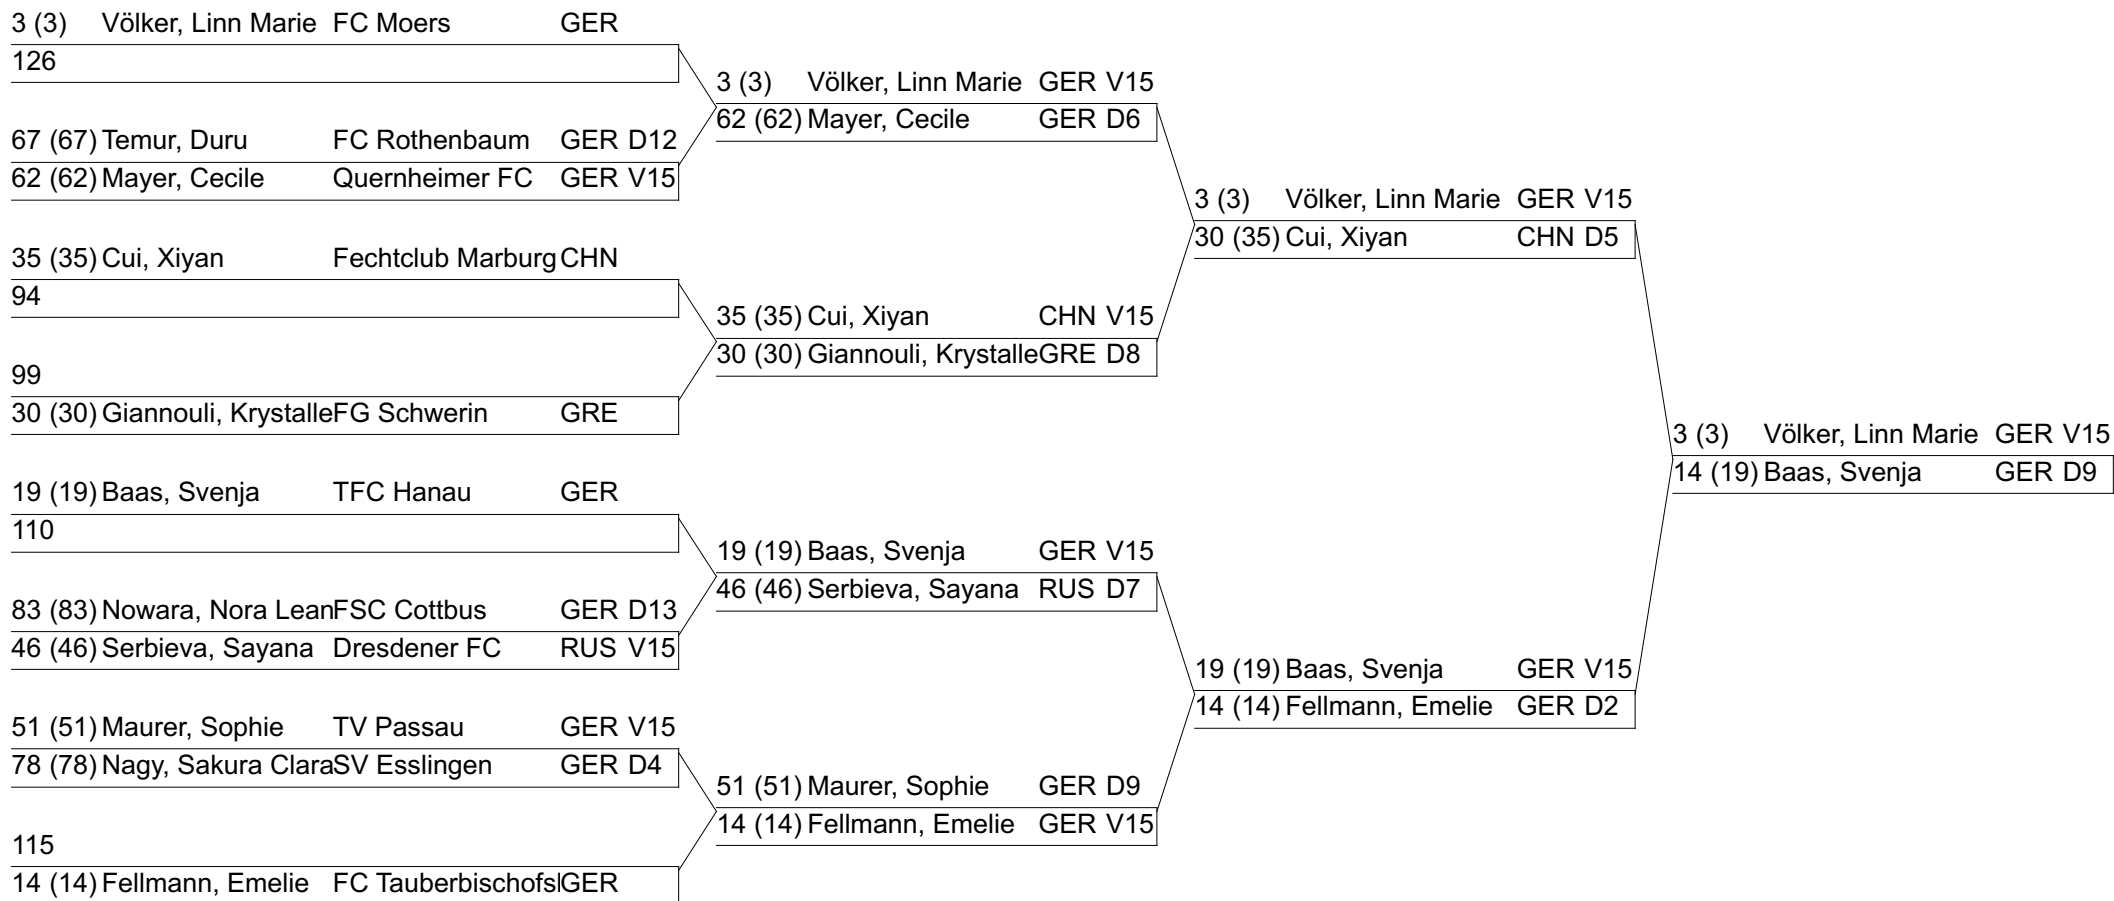 3 (3) Völker, Linn Marie FC Moers GER
126
67 (67) Temur, Duru FC Rothenbaum GER D12
62 (62) Mayer, Cecile Quernheimer FC GER V15
35 (35) Cui, Xiyan Fechtclub Marburg CHN
94
99
30 (30) Giannouli, Krystalle FG Schwerin GRE
19 (19) Baas, Svenja TFC Hanau GER
110
83 (83) Nowara, Nora Lean FSC Cottbus GER D13
46 (46) Serbieva, Sayana Dresdener FC RUS V15
51 (51) Maurer, Sophie TV Passau GER V15
78 (78) Nagy, Sakura Clara SV Esslingen GER D4
115
14 (14) Fellmann, Emelie FC Tauberbischofsl GER
3 (3) Völker, Linn Marie GER V15
62 (62) Mayer, Cecile GER D6
35 (35) Cui, Xiyan CHN V15
30 (30) Giannouli, Krystalle GRE D8
19 (19) Baas, Svenja GER V15
46 (46) Serbieva, Sayana RUS D7
51 (51) Maurer, Sophie GER D9
14 (14) Fellmann, Emelie GER V15
3 (3) Völker, Linn Marie GER V15
30 (35) Cui, Xiyan CHN D5
19 (19) Baas, Svenja GER V15
14 (14) Fellmann, Emelie GER D2
3 (3) Völker, Linn Marie GER V15
14 (19) Baas, Svenja GER D9